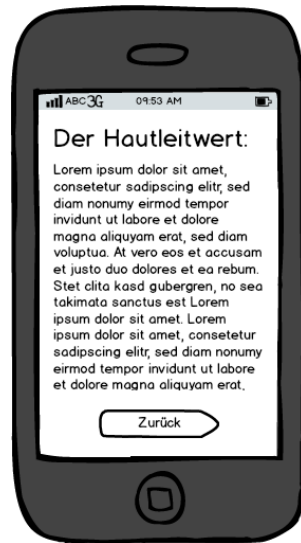 ABC 3G 09:53 AM
Der Hautleitwert:
Lorem ipsum dolor sit amet,
consetetur sadipscing elitr, sed
diam nonumy eirmod tempor
invidunt ut labore et dolore
magna aliquyam erat, sed diam
voluptua. At vero eos et accusam
et justo duo dolores et ea rebum.
Stet clita kasd gubergren, no sea
takimata sanctus est Lorem
ipsum dolor sit amet. Lorem
ipsum dolor sit amet, consetetur
sadipscing elitr, sed diam nonumy
eirmod tempor invidunt ut labore
et dolore magna aliquyam erat,
Zurück